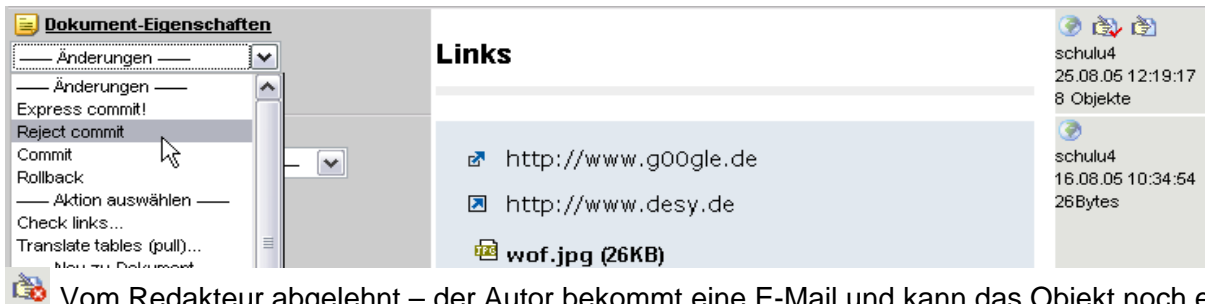 Dokument-Eigenschaften
—— Änderungen ——
—— Änderungen ——
Express commit!
Reject commit
Commit
Rollback
—— Aktion auswählen ——
Check links...
Translate tables (pull)...
Neu zu Dokument
Links
http://www.g00gle.de
http://www.desy.de
wof.jpg (26KB)
schulu4
25.08.05 12:19:17
8 Objekte
schulu4
16.08.05 10:34:54
26Bytes
Vom Redakteur abgelehnt – der Autor bekommt eine E-Mail und kann das Objekt noch